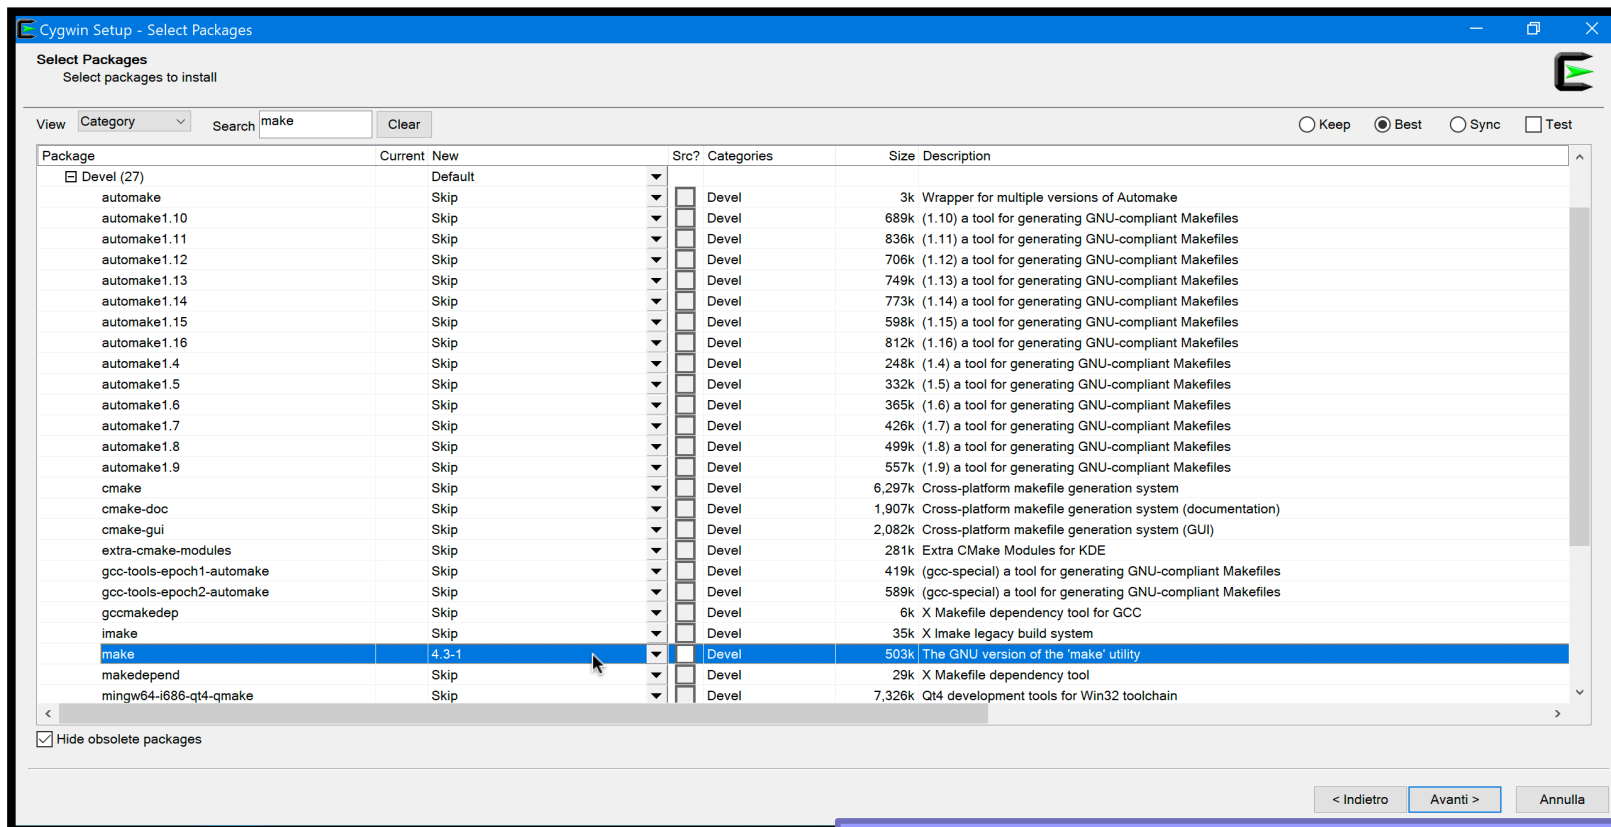 Cygwin Setup - Select Packages
Select Packages
Select packages to install
View Category Search make Clear Keep Best Sync Test
Package Current New Src? Categories Size Description
Devel (27) Default
automake Skip Devel 3k Wrapper for multiple versions of Automake
automake1.10 Skip Devel 689k (1.10) a tool for generating GNU-compliant Makefiles
automake1.11 Skip Devel 836k (1.11) a tool for generating GNU-compliant Makefiles
automake1.12 Skip Devel 706k (1.12) a tool for generating GNU-compliant Makefiles
automake1.13 Skip Devel 749k (1.13) a tool for generating GNU-compliant Makefiles
automake1.14 Skip Devel 773k (1.14) a tool for generating GNU-compliant Makefiles
automake1.15 Skip Devel 598k (1.15) a tool for generating GNU-compliant Makefiles
automake1.16 Skip Devel 812k (1.16) a tool for generating GNU-compliant Makefiles
automake1.4 Skip Devel 248k (1.4) a tool for generating GNU-compliant Makefiles
automake1.5 Skip Devel 332k (1.5) a tool for generating GNU-compliant Makefiles
automake1.6 Skip Devel 365k (1.6) a tool for generating GNU-compliant Makefiles
automake1.7 Skip Devel 426k (1.7) a tool for generating GNU-compliant Makefiles
automake1.8 Skip Devel 499k (1.8) a tool for generating GNU-compliant Makefiles
automake1.9 Skip Devel 557k (1.9) a tool for generating GNU-compliant Makefiles
cmake Skip Devel 6,297k Cross-platform makefile generation system
cmake-doc Skip Devel 1,907k Cross-platform makefile generation system (documentation)
cmake-gui Skip Devel 2,082k Cross-platform makefile generation system (GUI)
extra-cmake-modules Skip Devel 281k Extra CMake Modules for KDE
gcc-tools-epoch1-automake Skip Devel 419k (gcc-special) a tool for generating GNU-compliant Makefiles
gcc-tools-epoch2-automake Skip Devel 589k (gcc-special) a tool for generating GNU-compliant Makefiles
gccmakedep Skip Devel 6k X Makefile dependency tool for GCC
imake Skip Devel 35k X Imake legacy build system
make 4.3-1 Devel 503k The GNU version of the 'make' utility
makedepend Skip Devel 29k X Makefile dependency tool
mingw64-i686-qt4-qmake Skip Devel 7,326k Qt4 development tools for Win32 toolchain
Hide obsolete packages
< Indietro Avanti > Annulla